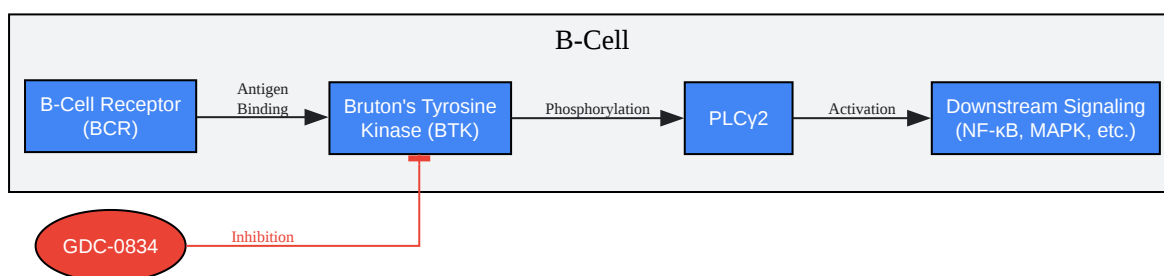 B-Cell
B-Cell Receptor
(BCR)
Antigen
Binding
Bruton's Tyrosine
Kinase (BTK)
Phosphorylation
PLCγ2
Activation
Downstream Signaling
(NF-κB, MAPK, etc.)
GDC-0834
Inhibition